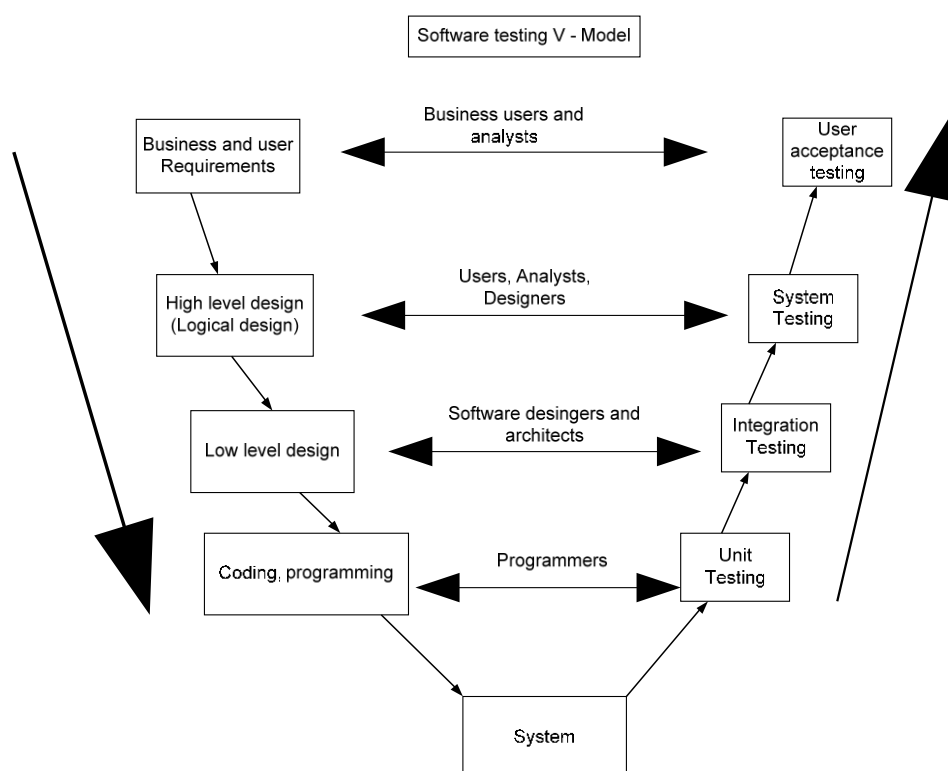 Software testing V - Model
Business users and
analysts
Business and user
Requirements
User
acceptance
testing
Users, Analysts,
Designers
High level design
(Logical design)
System
Testing
Software desingers and
architects
Low level design
Integration
Testing
Programmers
Coding, programming
Unit
Testing
System